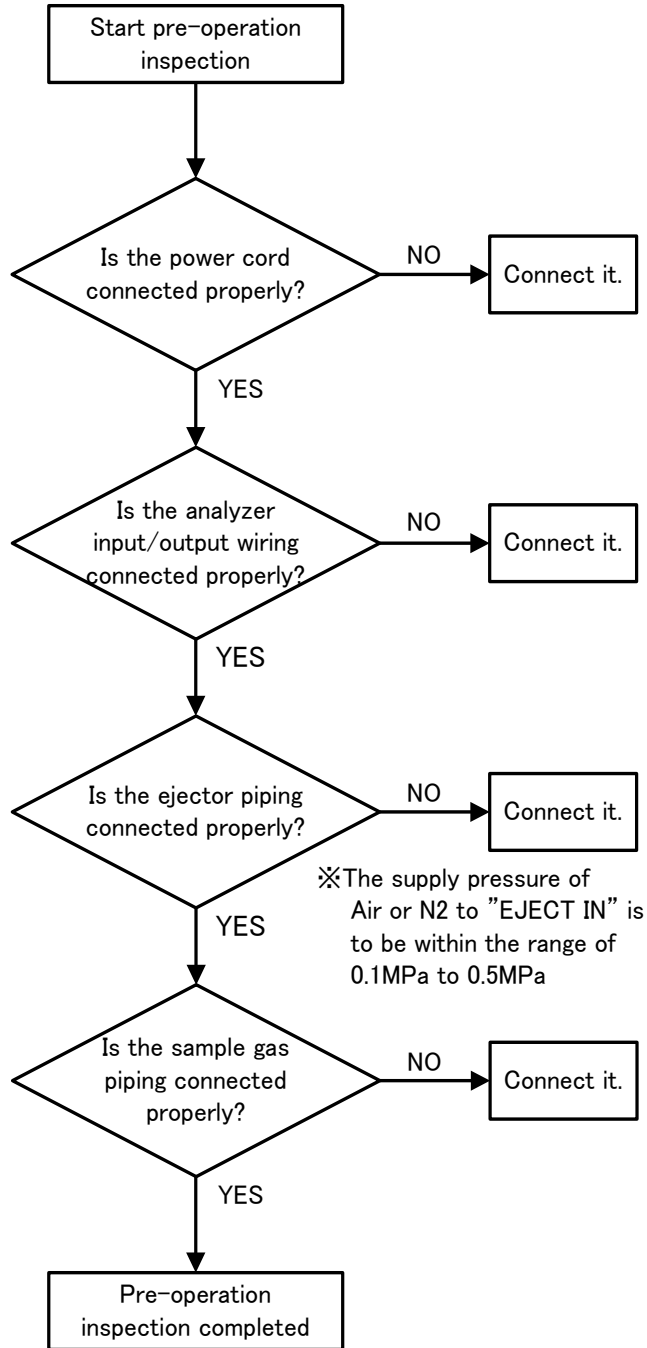 Start pre-operation
inspection
Is the power cord
connected properly?
NO
Connect it.
YES
Is the analyzer
input/output wiring
connected properly?
NO
Connect it.
YES
Is the ejector piping
connected properly?
NO
Connect it.
※The supply pressure of
Air or N2 to ”EJECT IN” is
to be within the range of
0.1MPa to 0.5MPa
YES
Is the sample gas
piping connected
properly?
NO
Connect it.
YES
Pre-operation
inspection completed